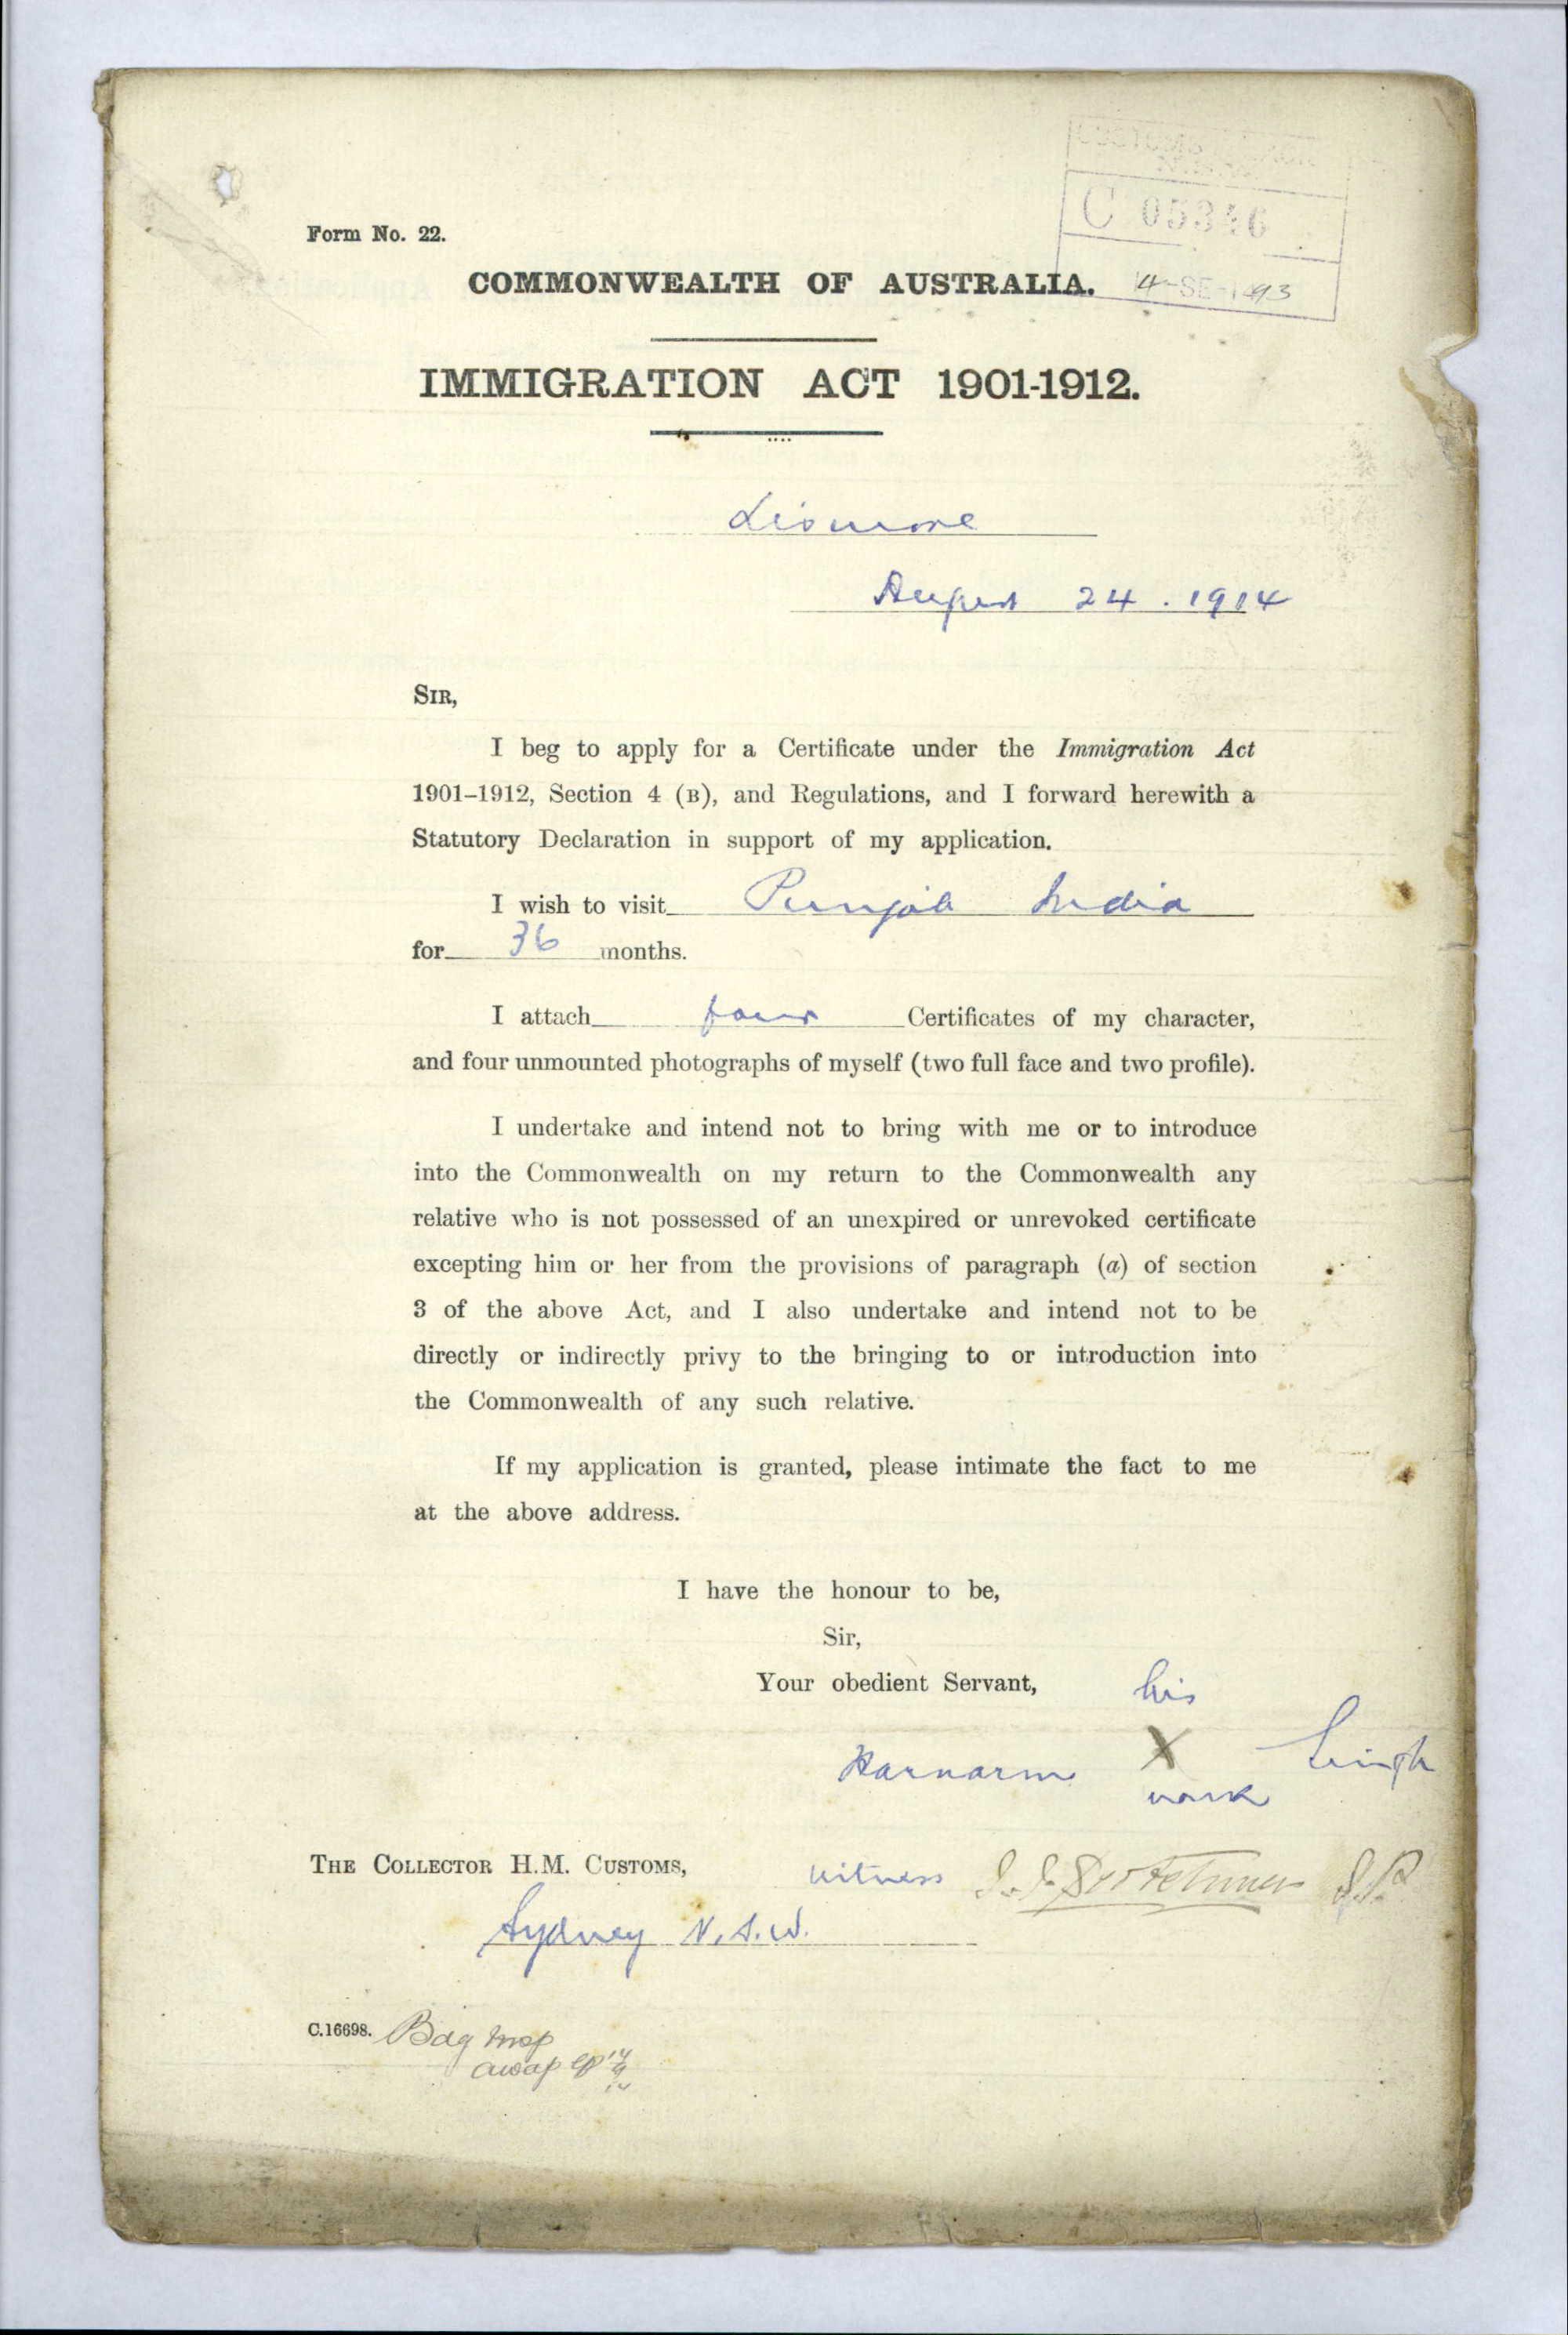 CUSTOMS
C 05346
Form No. 22.
COMMONWEALTH OF AUSTRALIA.
IMMIGRATION ACT 1901-1912.
Lismore
August 24 . 1914
SIR,
I beg to apply for a Certificate under the Immigration Act
1901-1912, Section 4 (B), and Regulations, and I forward herewith a
Statutory Declaration in support of my application.
I wish to visit Punjab India
for 36 months.
I attach four Certificates of my character,
and four unmounted photographs of myself (two full face and two profile).
I undertake and intend not to bring with me or to introduce
into the Commonwealth on my return to the Commonwealth any
relative who is not possessed of an unexpired or unrevoked certificate
excepting him or her from the provisions of paragraph (a) of section
3 of the above Act, and I also undertake and intend not to be
directly or indirectly privy to the bringing to or introduction into
the Commonwealth of any such relative.
If my application is granted, please intimate the fact to me
at the above address.
I have the honour to be,
Sir,
Your obedient Servant,
his
Harnarm X Singh
mark
THE COLLECTOR H.M. CUSTOMS,
witness J.P.
Sydney N.S.W.
C.16698.